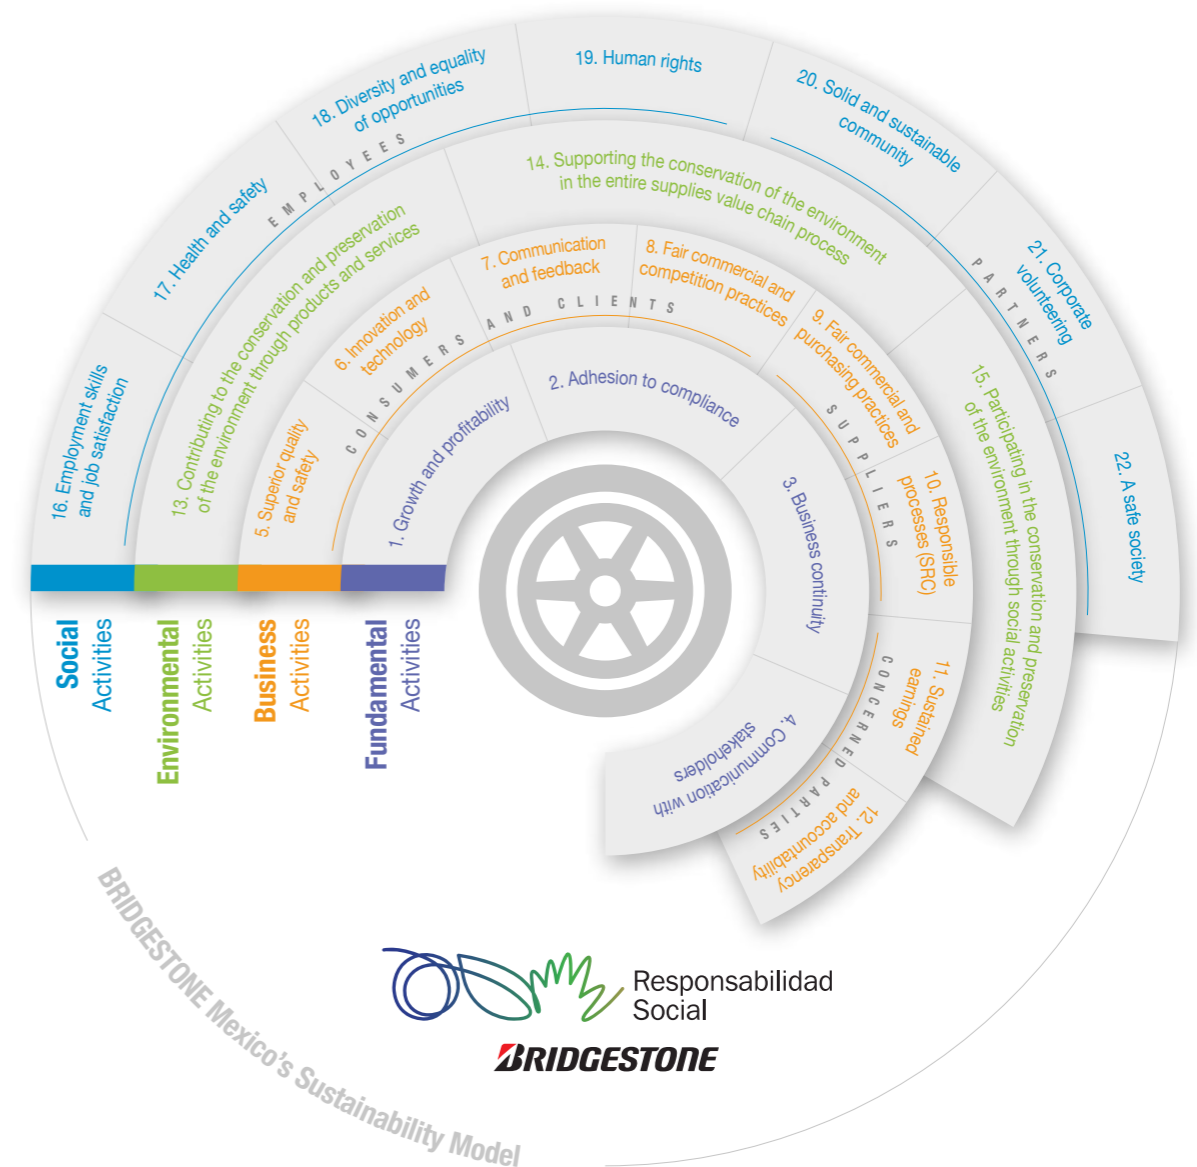 1. Growth and profitability
2. Adhesion to compliance
3. Business continuity
4. Communication with
stakeholders
5. Superior quality
and safety
6. Innovation and
technology
7. Communication
and feedback
8. Fair commercial and
competition practices
CONSUMERS AND CLIENTS
9. Fair commercial and
purchasing practices
10. Responsible
processes (SRC)
SUPPLIERS
11. Sustained
earnings
12. Transparency
and accountability
CONCERNED PARTIES
13. Contributing to the conservation and preservation
of the environment through products and services
14. Supporting the conservation of the environment
in the entire supplies value chain process
15. Participating in the conservation and preservation
of the environment through social activities
16. Employment skills
and job satisfaction
17. Health and safety
18. Diversity and equality
of opportunities
19. Human rights
EMPLOYEES
20. Solid and sustainable
community
21. Corporate
volunteering
22. A safe society
PARTNERS
Social
Activities
Environmental
Activities
Business
Activities
Fundamental
Activities
BRIDGESTONE Mexico's Sustainability Model
Responsabilidad
Social
BRIDGESTONE